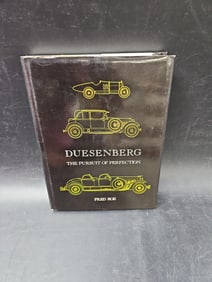 DUESENBERG
THE PURSUIT OF PERFECTION
FRED ROE